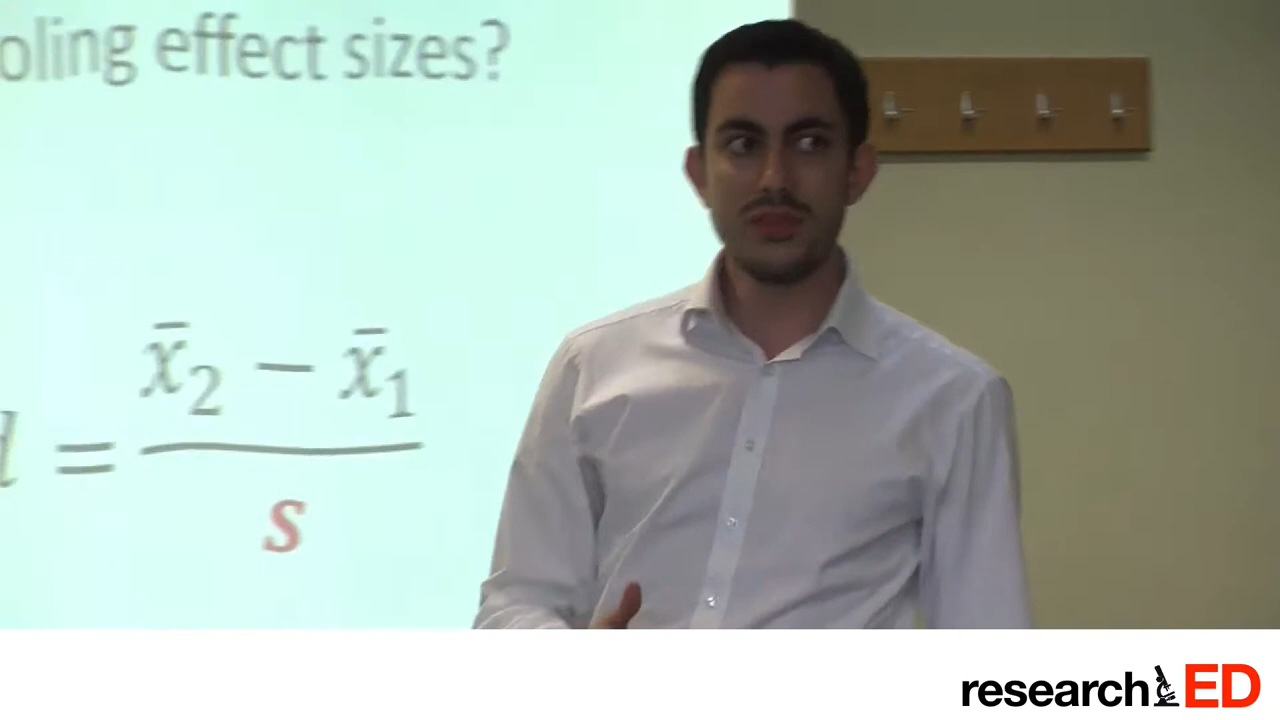 oling effect sizes?
d = x̄₂ − x̄₁ / s
researchED